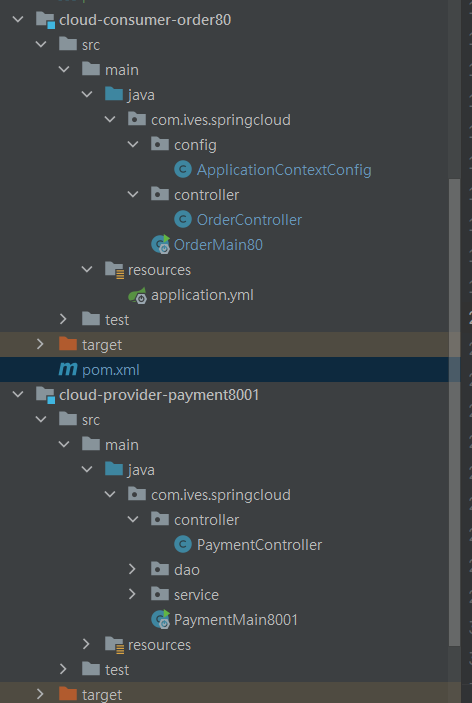 cloud-consumer-order80
src
main
java
com.ives.springcloud
config
ApplicationContextConfig
controller
OrderController
OrderMain80
resources
application.yml
test
target
pom.xml
cloud-provider-payment8001
src
main
java
com.ives.springcloud
controller
PaymentController
dao
service
PaymentMain8001
resources
test
target